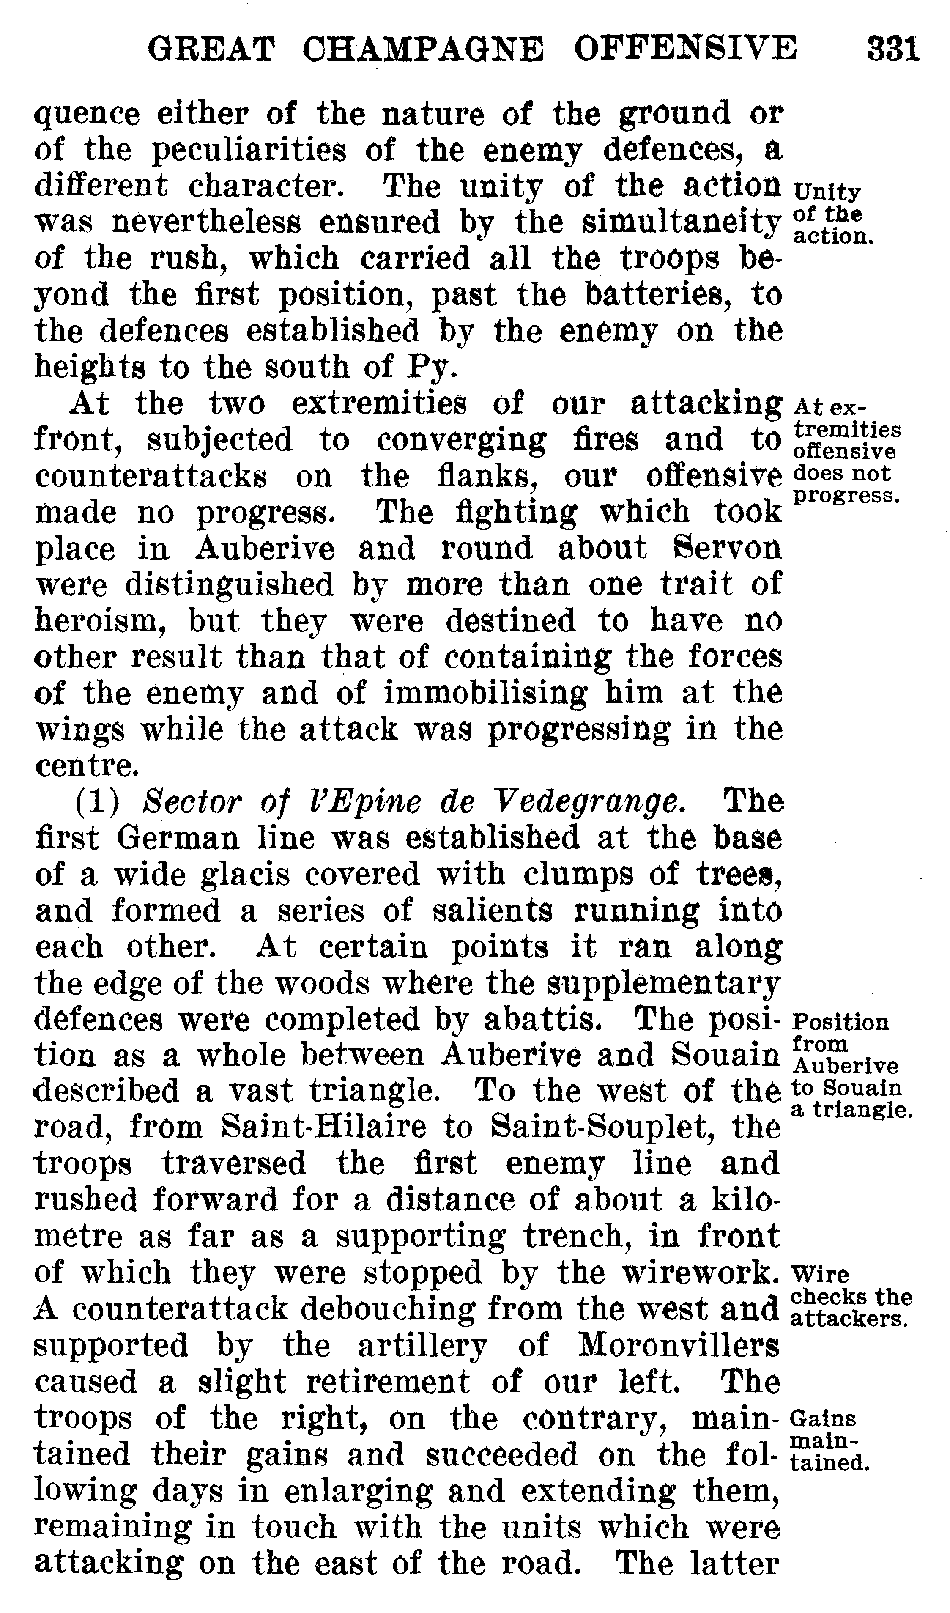 GREAT CHAMPAGNE OFFENSIVE 331
quence either of the nature of the ground or
of the peculiarities of the enemy defences, a
different character. The unity of the action
was nevertheless ensured by the simultaneity
of the rush, which carried all the troops be-
yond the first position, past the batteries, to
the defences established by the enemy on the
heights to the south of Py.
Unity
of the
action.
At the two extremities of our attacking
front, subjected to converging fires and to
counterattacks on the flanks, our offensive
made no progress. The fighting which took
place in Auberive and round about Servon
were distinguished by more than one trait of
heroism, but they were destined to have no
other result than that of containing the forces
of the enemy and of immobilising him at the
wings while the attack was progressing in the
centre.
At ex-
tremities
offensive
does not
progress.
(1) Sector of l'Epine de Vedegrange. The
first German line was established at the base
of a wide glacis covered with clumps of trees,
and formed a series of salients running into
each other. At certain points it ran along
the edge of the woods where the supplementary
defences were completed by abattis. The posi-
tion as a whole between Auberive and Souain
described a vast triangle. To the west of the
road, from Saint-Hilaire to Saint-Souplet, the
troops traversed the first enemy line and
rushed forward for a distance of about a kilo-
metre as far as a supporting trench, in front
of which they were stopped by the wirework.
A counterattack debouching from the west and
supported by the artillery of Moronvillers
caused a slight retirement of our left. The
troops of the right, on the contrary, main-
tained their gains and succeeded on the fol-
lowing days in enlarging and extending them,
remaining in touch with the units which were
attacking on the east of the road. The latter
Position
from
Auberive
to Souain
a triangle.
Wire
checks the
attackers.
Gains
main-
tained.